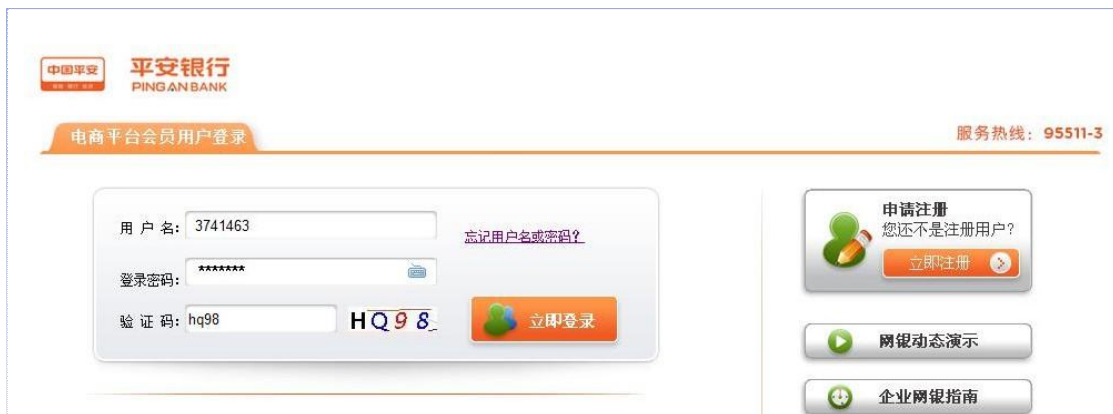 中国平安
平安银行
PINGAN BANK
电商平台会员用户登录
服务热线：95511-3
用 户 名: 3741463
忘记用户名或密码?
登录密码: *******
验 证 码: hq98
HQ98
立即登录
申请注册
您还不是注册用户?
立即注册
网银动态演示
企业网银指南